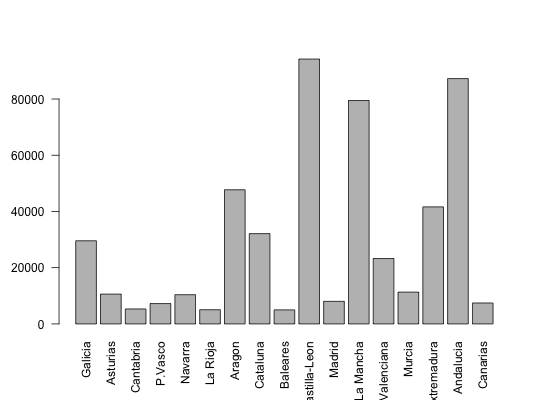 80000
60000
40000
20000
0
Galicia
Asturias
Cantabria
P.Vasco
Navarra
La Rioja
Aragon
Cataluna
Baleares
astilla-Leon
Madrid
La Mancha
Valenciana
Murcia
xtremadura
Andalucia
Canarias